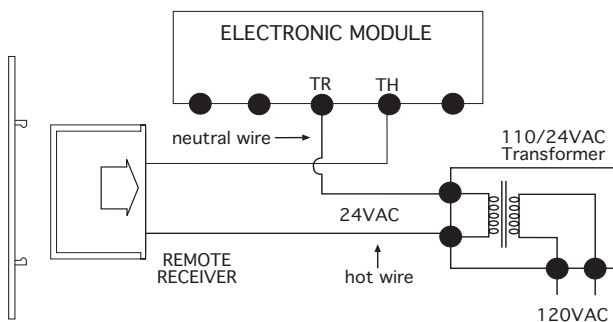 ELECTRONIC MODULE
TR TH
neutral wire
110/24VAC
Transformer
24VAC
REMOTE
RECEIVER
hot wire
120VAC